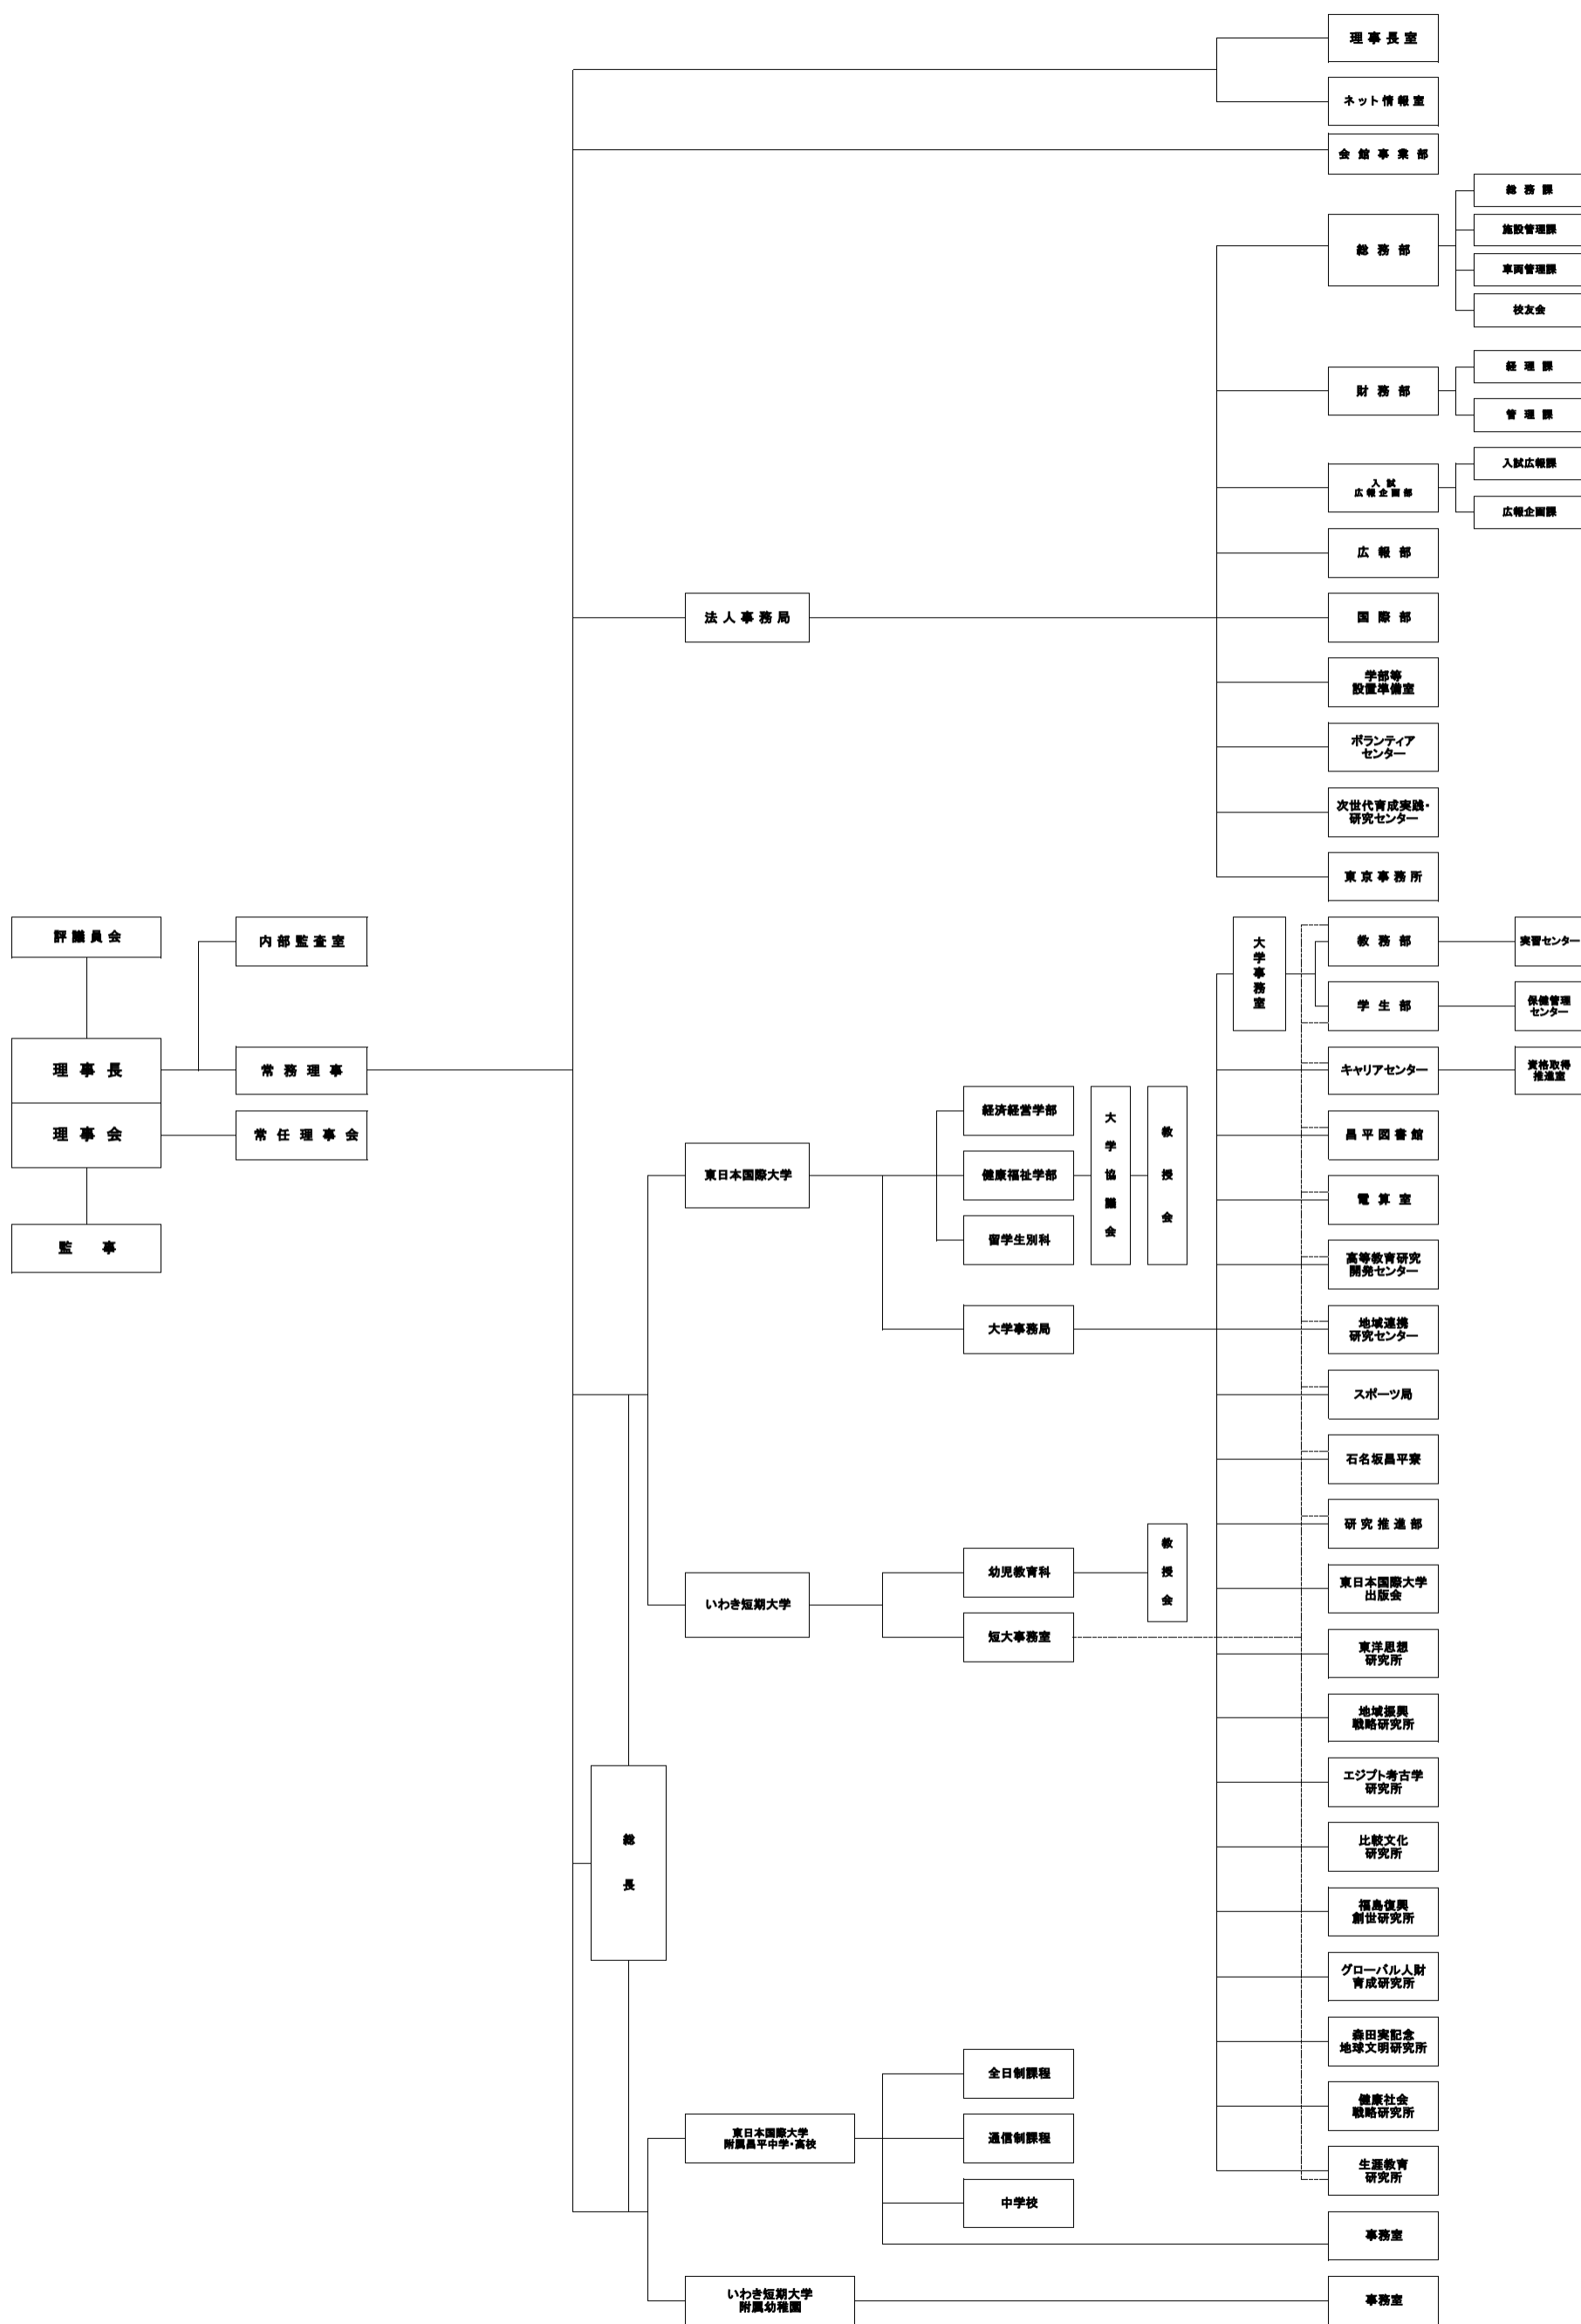 理事長室
ネット情報室
会館事業部
総務部
総務課
施設管理課
車両管理課
校友会
財務部
経理課
管理課
入試
広報企画部
入試広報課
広報企画課
広報部
法人事務局
国際部
学部等
設置準備室
ボランティア
センター
次世代育成実践・
研究センター
東京事務所
評議員会
内部監査室
理事長
常務理事
理事会
常任理事会
監事
大学事務室
教務部
実習センター
学生部
保健管理
センター
キャリアセンター
資格取得
推進室
経済経営学部
大学協議会
教授会
昌平図書館
東日本国際大学
健康福祉学部
電算室
留学生別科
高等教育研究
開発センター
大学事務局
地域連携
研究センター
スポーツ局
石名坂昌平寮
研究推進部
幼児教育科
教授会
いわき短期大学
東日本国際大学
出版会
短大事務室
東洋思想
研究所
地域振興
戦略研究所
エジプト考古学
研究所
総長
比較文化
研究所
福島復興
創世研究所
グローバル人財
育成研究所
森田実記念
地球文明研究所
全日制課程
健康社会
戦略研究所
東日本国際大学
附属昌平中学・高校
通信制課程
生涯教育
研究所
中学校
事務室
いわき短期大学
附属幼稚園
事務室